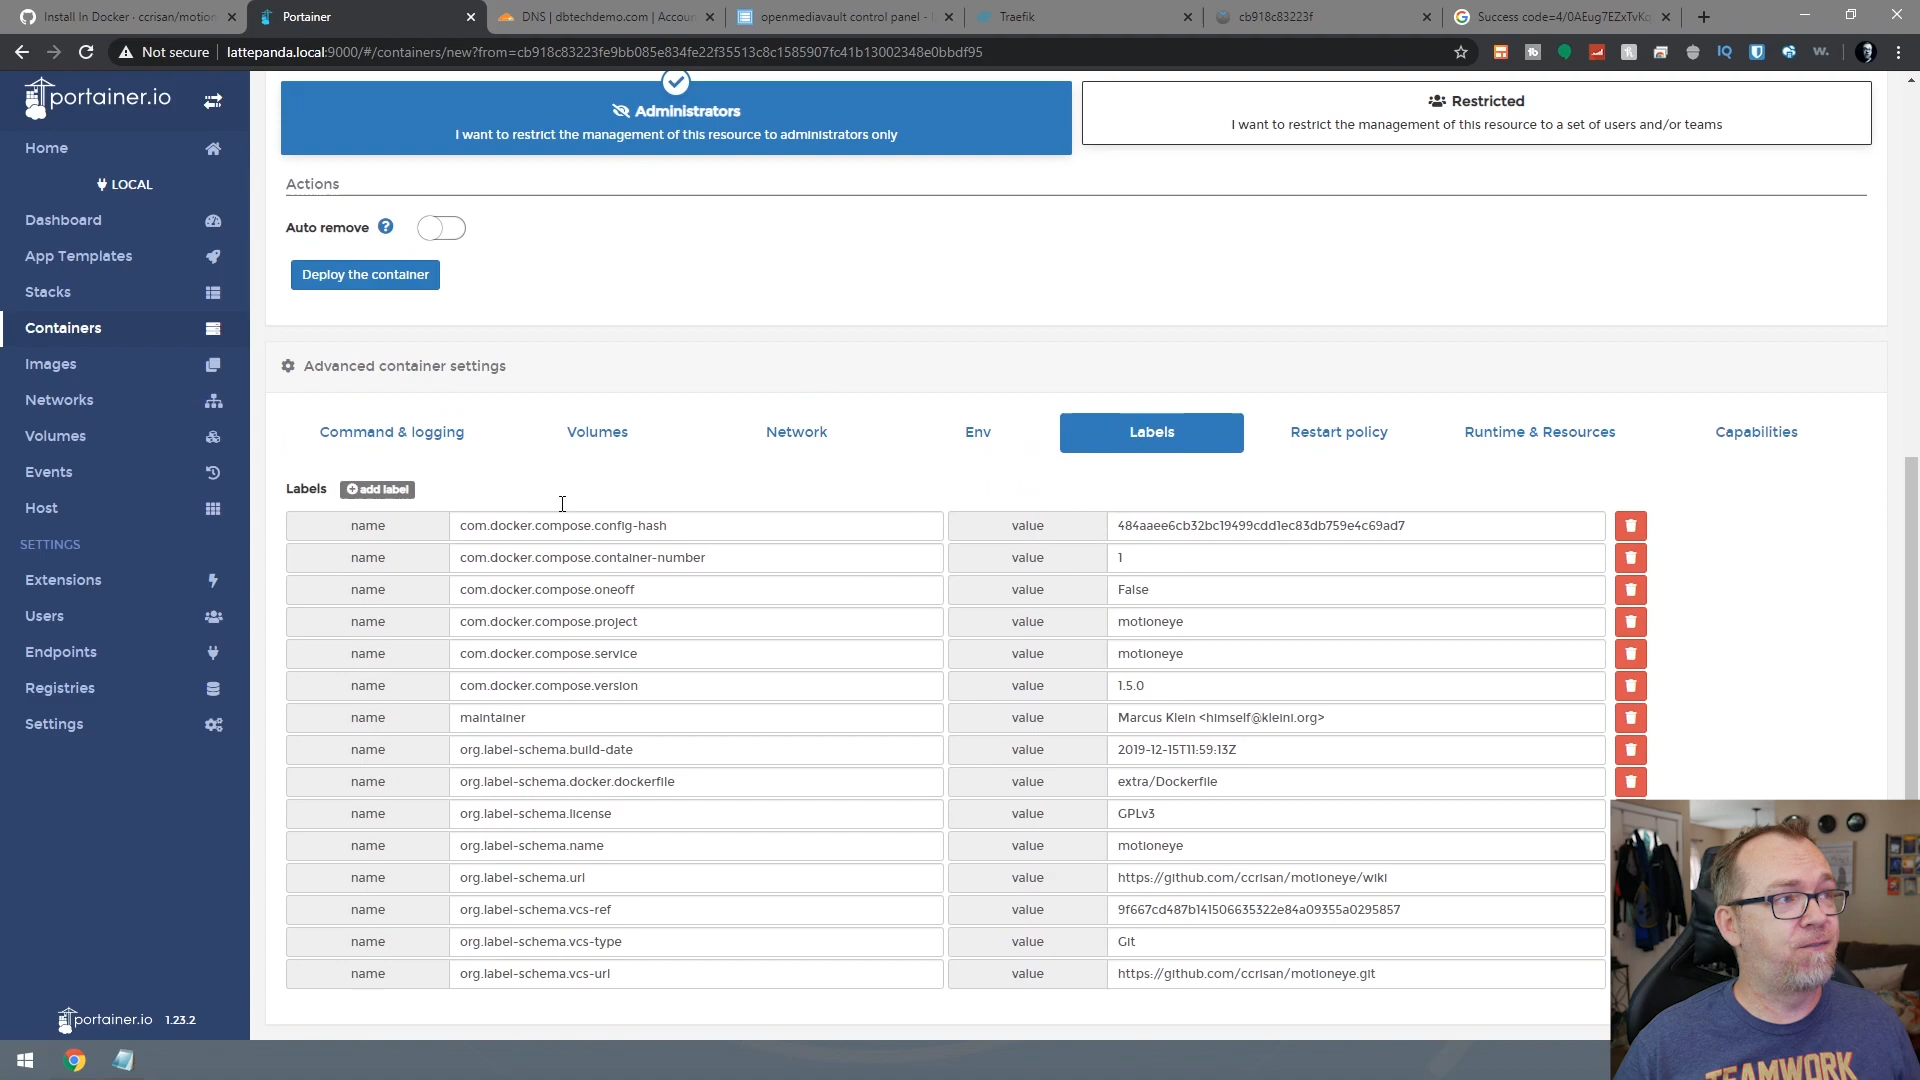 Install In Docker · ccrisan/motion
Portainer
DNS | dbtechdemo.com | Accoun
openmediavault control panel -
Traefik
cb918c83223f
Success code=4/0AEug7EZxTvKq
Not secure
lattepanda.local:9000/#/containers/new?from=cb918c83223fe9bb085e834fe22f35513c8c1585907fc41b13002348e0bbdf95
portainer.io
Home
LOCAL
Dashboard
App Templates
Stacks
Containers
Images
Networks
Volumes
Events
Host
SETTINGS
Extensions
Users
Endpoints
Registries
Settings
portainer.io 1.23.2
Administrators
I want to restrict the management of this resource to administrators only
Restricted
I want to restrict the management of this resource to a set of users and/or teams
Actions
Auto remove
Deploy the container
Advanced container settings
Command & logging Volumes Network Env Labels Restart policy Runtime & Resources Capabilities
Labels add label
name com.docker.compose.config-hash value 484aaee6cb32bc19499cdd1ec83db759e4c69ad7
name com.docker.compose.container-number value 1
name com.docker.compose.oneoff value False
name com.docker.compose.project value motioneye
name com.docker.compose.service value motioneye
name com.docker.compose.version value 1.5.0
name maintainer value Marcus Klein <himself@kleini.org>
name org.label-schema.build-date value 2019-12-15T11:59:13Z
name org.label-schema.docker.dockerfile value extra/Dockerfile
name org.label-schema.license value GPLv3
name org.label-schema.name value motioneye
name org.label-schema.url value https://github.com/ccrisan/motioneye/wiki
name org.label-schema.vcs-ref value 9f667cd487b141506635322e84a09355a0295857
name org.label-schema.vcs-type value Git
name org.label-schema.vcs-url value https://github.com/ccrisan/motioneye.git
TEAMWORK